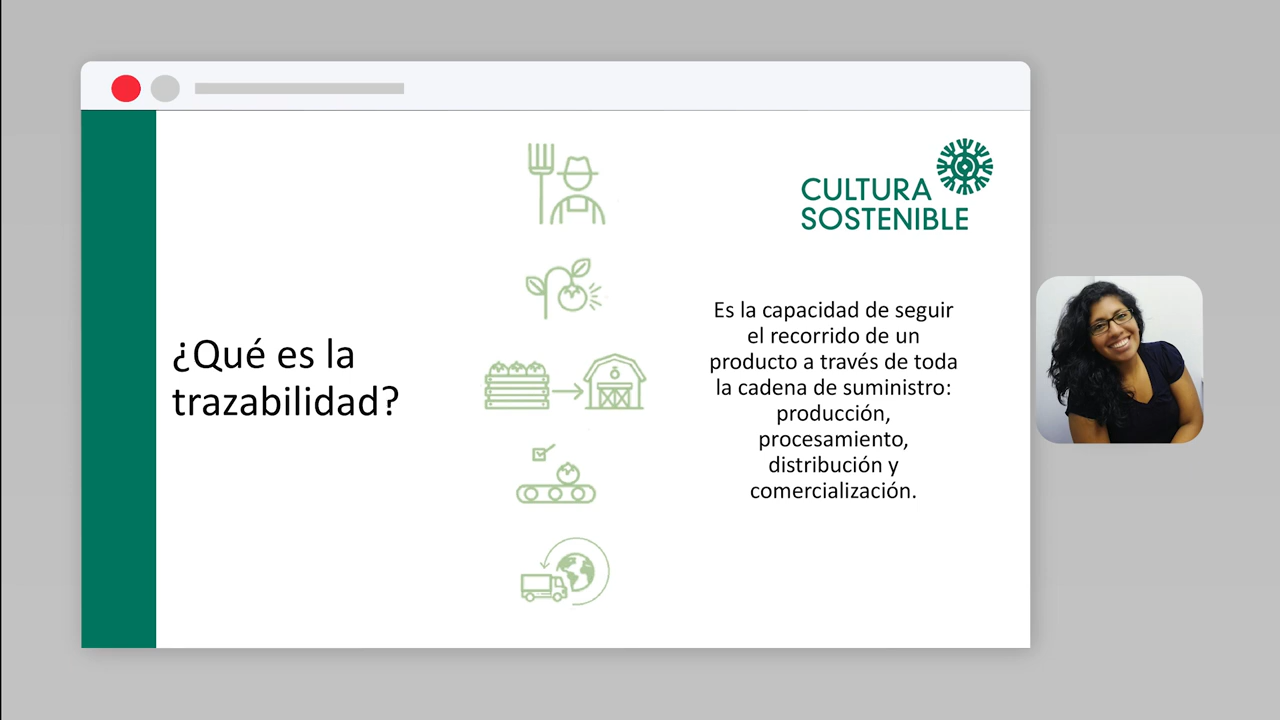 CULTURA
SOSTENIBLE
¿Qué es la
trazabilidad?
Es la capacidad de seguir
el recorrido de un
producto a través de toda
la cadena de suministro:
producción,
procesamiento,
distribución y
comercialización.